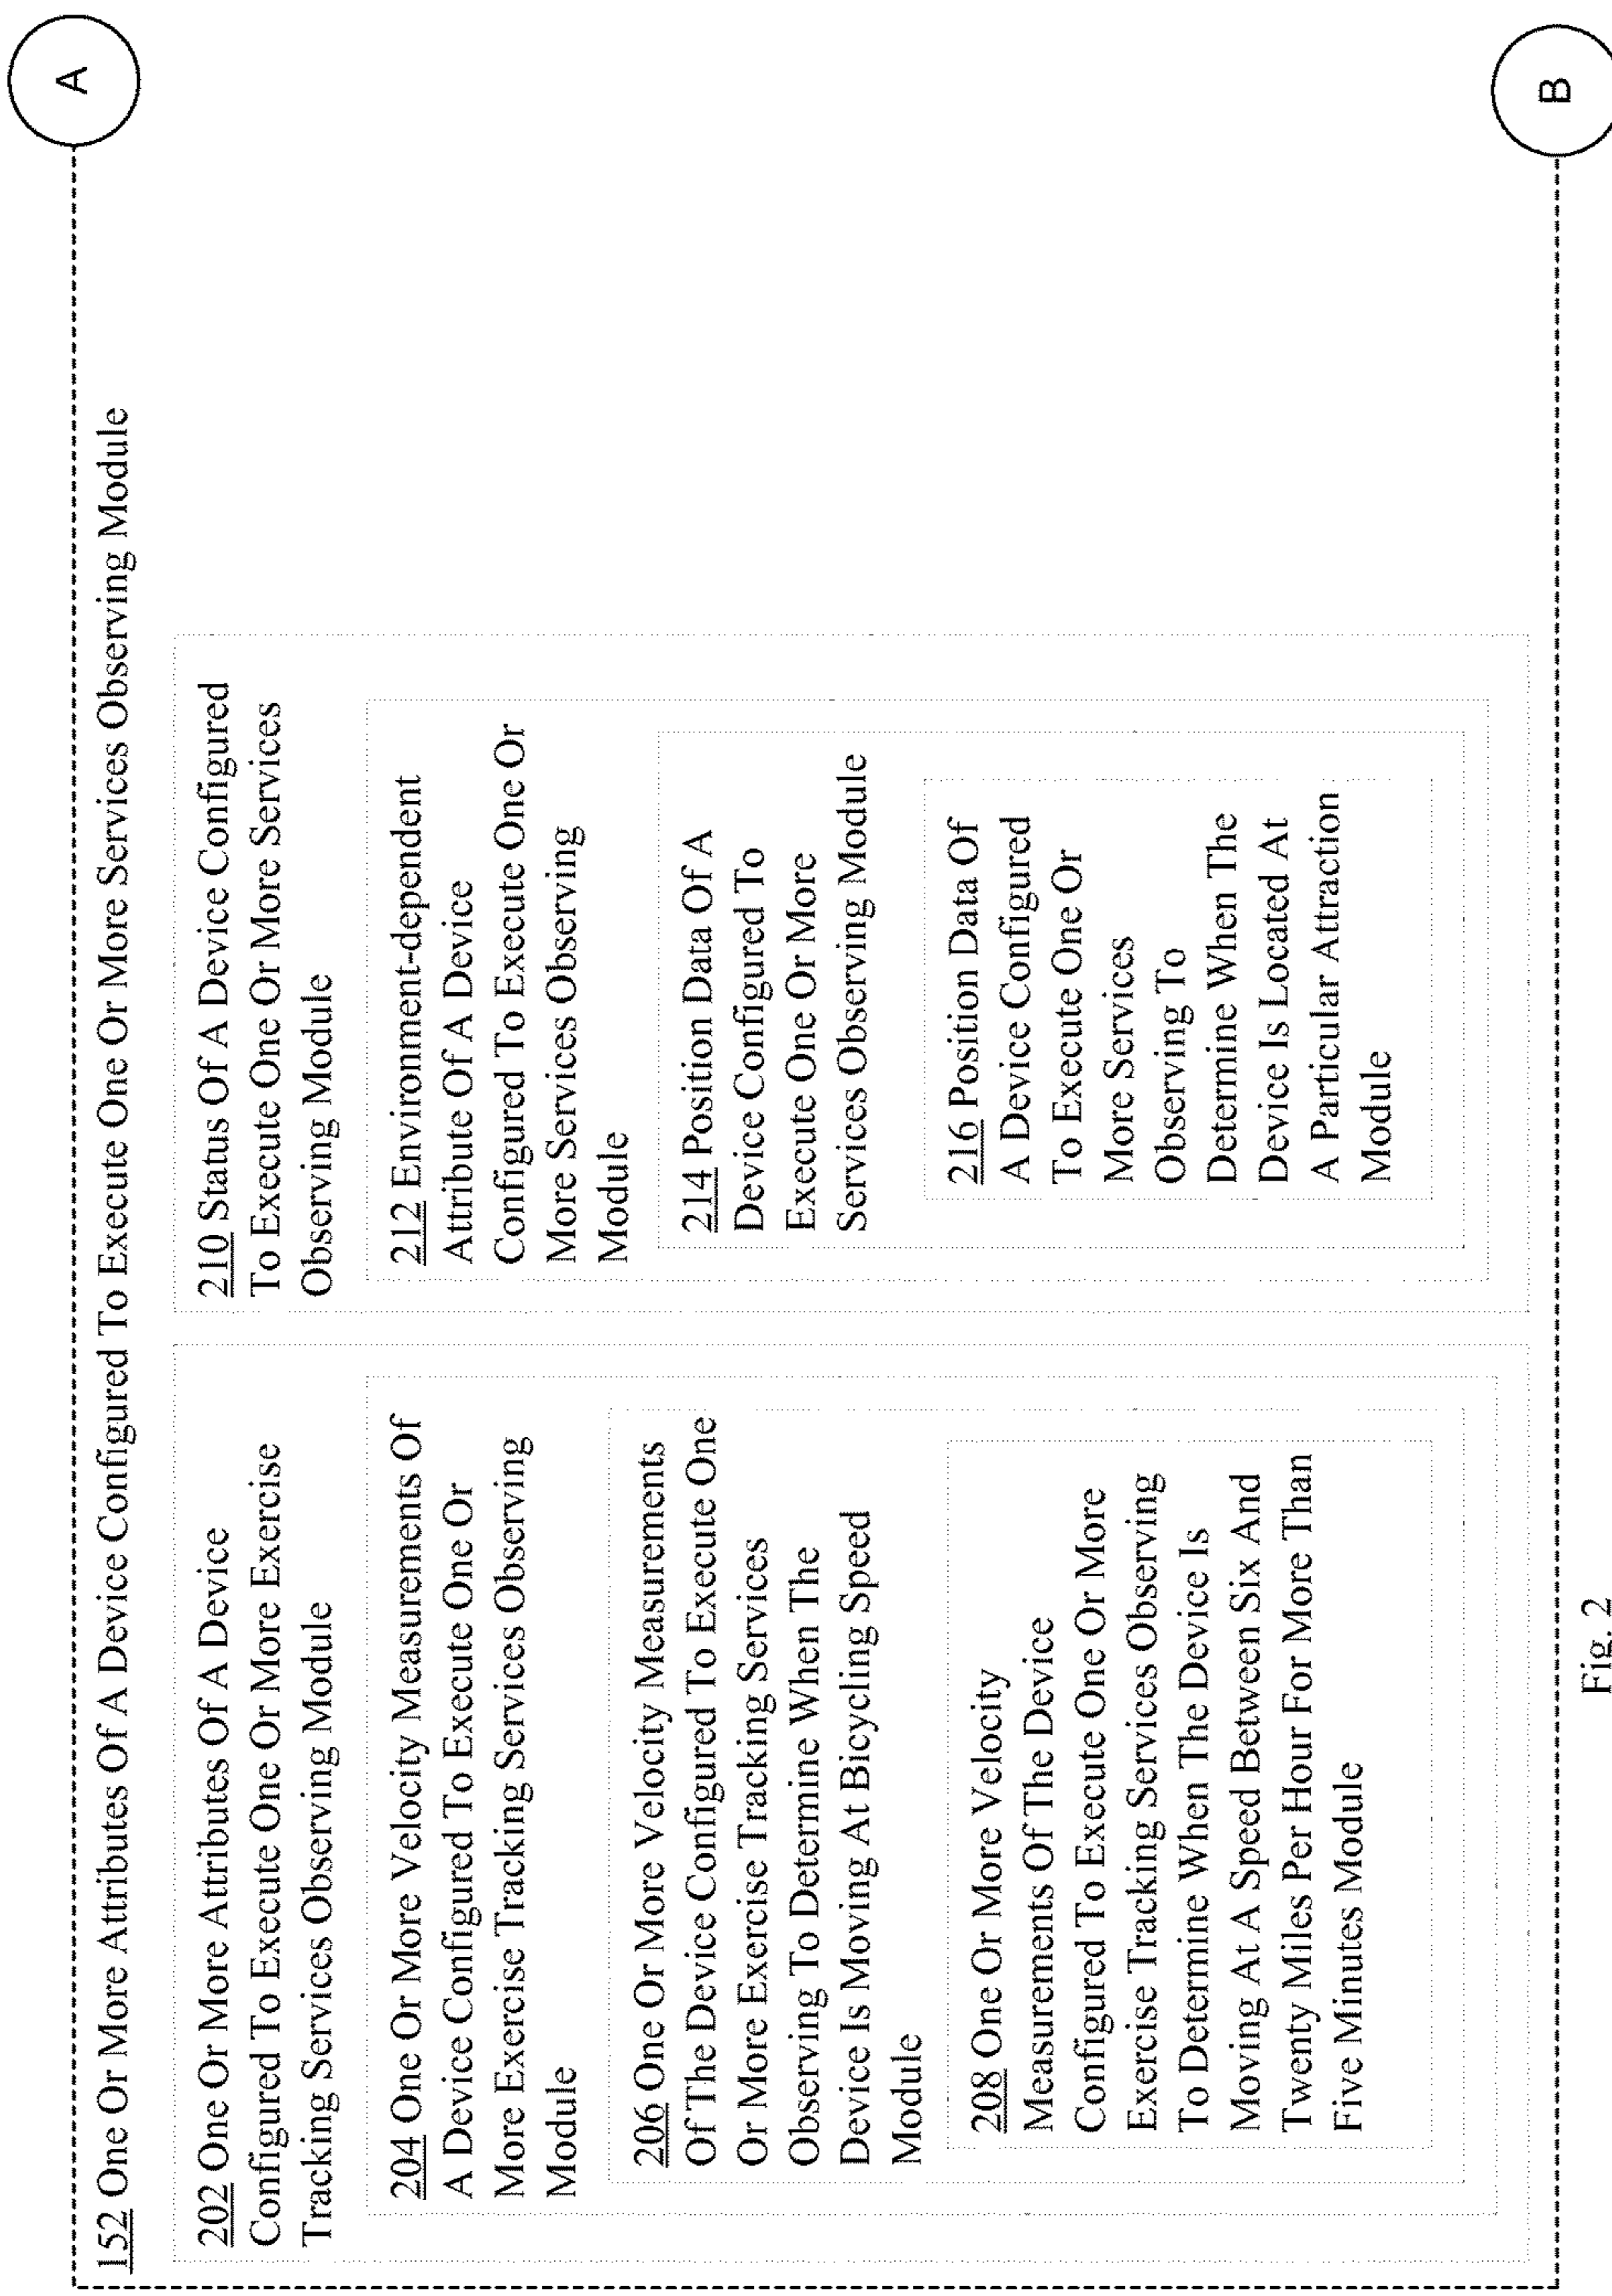 152 One Or More Attributes Of A Device Configured To Execute One Or More Services Observing Module
202 One Or More Attributes Of A Device
Configured To Execute One Or More Exercise
Tracking Services Observing Module
204 One Or More Velocity Measurements Of
A Device Configured To Execute One Or
More Exercise Tracking Services Observing
Module
206 One Or More Velocity Measurements
Of The Device Configured To Execute One
Or More Exercise Tracking Services
Observing To Determine When The
Device Is Moving At Bicycling Speed
Module
208 One Or More Velocity
Measurements Of The Device
Configured To Execute One Or More
Exercise Tracking Services Observing
To Determine When The Device Is
Moving At A Speed Between Six And
Twenty Miles Per Hour For More Than
Five Minutes Module
210 Status Of A Device Configured
To Execute One Or More Services
Observing Module
212 Environment-dependent
Attribute Of A Device
Configured To Execute One Or
More Services Observing
Module
214 Position Data Of A
Device Configured To
Execute One Or More
Services Observing Module
216 Position Data Of
A Device Configured
To Execute One Or
More Services
Observing To
Determine When The
Device Is Located At
A Particular Attraction
Module
A
B
Fig. 2